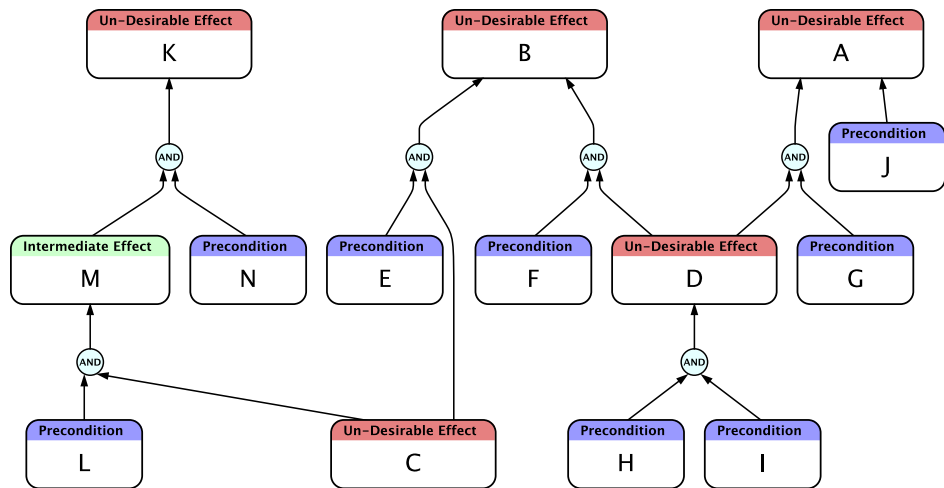 Un-Desirable Effect
K
Un-Desirable Effect
B
Un-Desirable Effect
A
AND
AND
AND
AND
Precondition
J
Intermediate Effect
M
Precondition
N
Precondition
E
Precondition
F
Un-Desirable Effect
D
Precondition
G
AND
AND
Precondition
L
Un-Desirable Effect
C
Precondition
H
Precondition
I